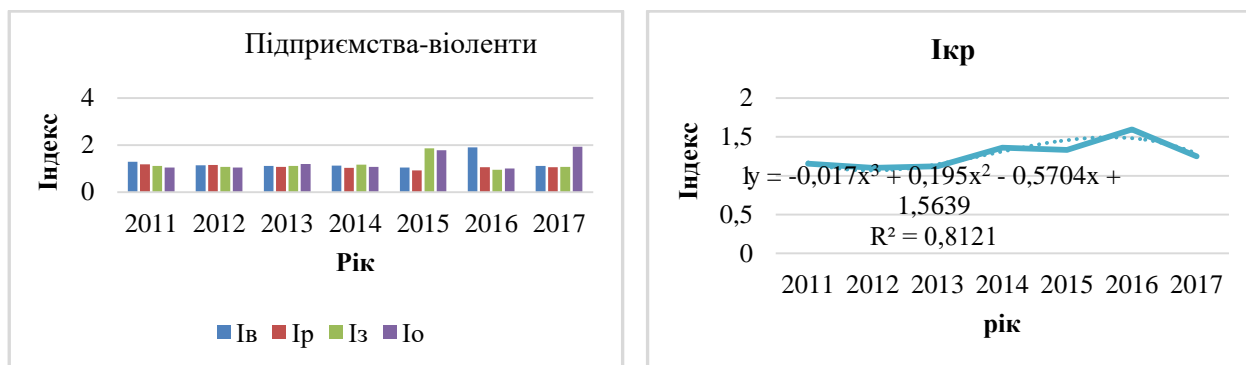 Підприємства-віоленти
4
2
0
Індекс
2011 2012 2013 2014 2015 2016 2017
Рік
Ів Ір Із Іо
Ікр
2
1,5
1
0,5
0
Індекс
y = -0,017x³ + 0,195x² - 0,5704x +
1,5639
R² = 0,8121
2011 2012 2013 2014 2015 2016 2017
рік